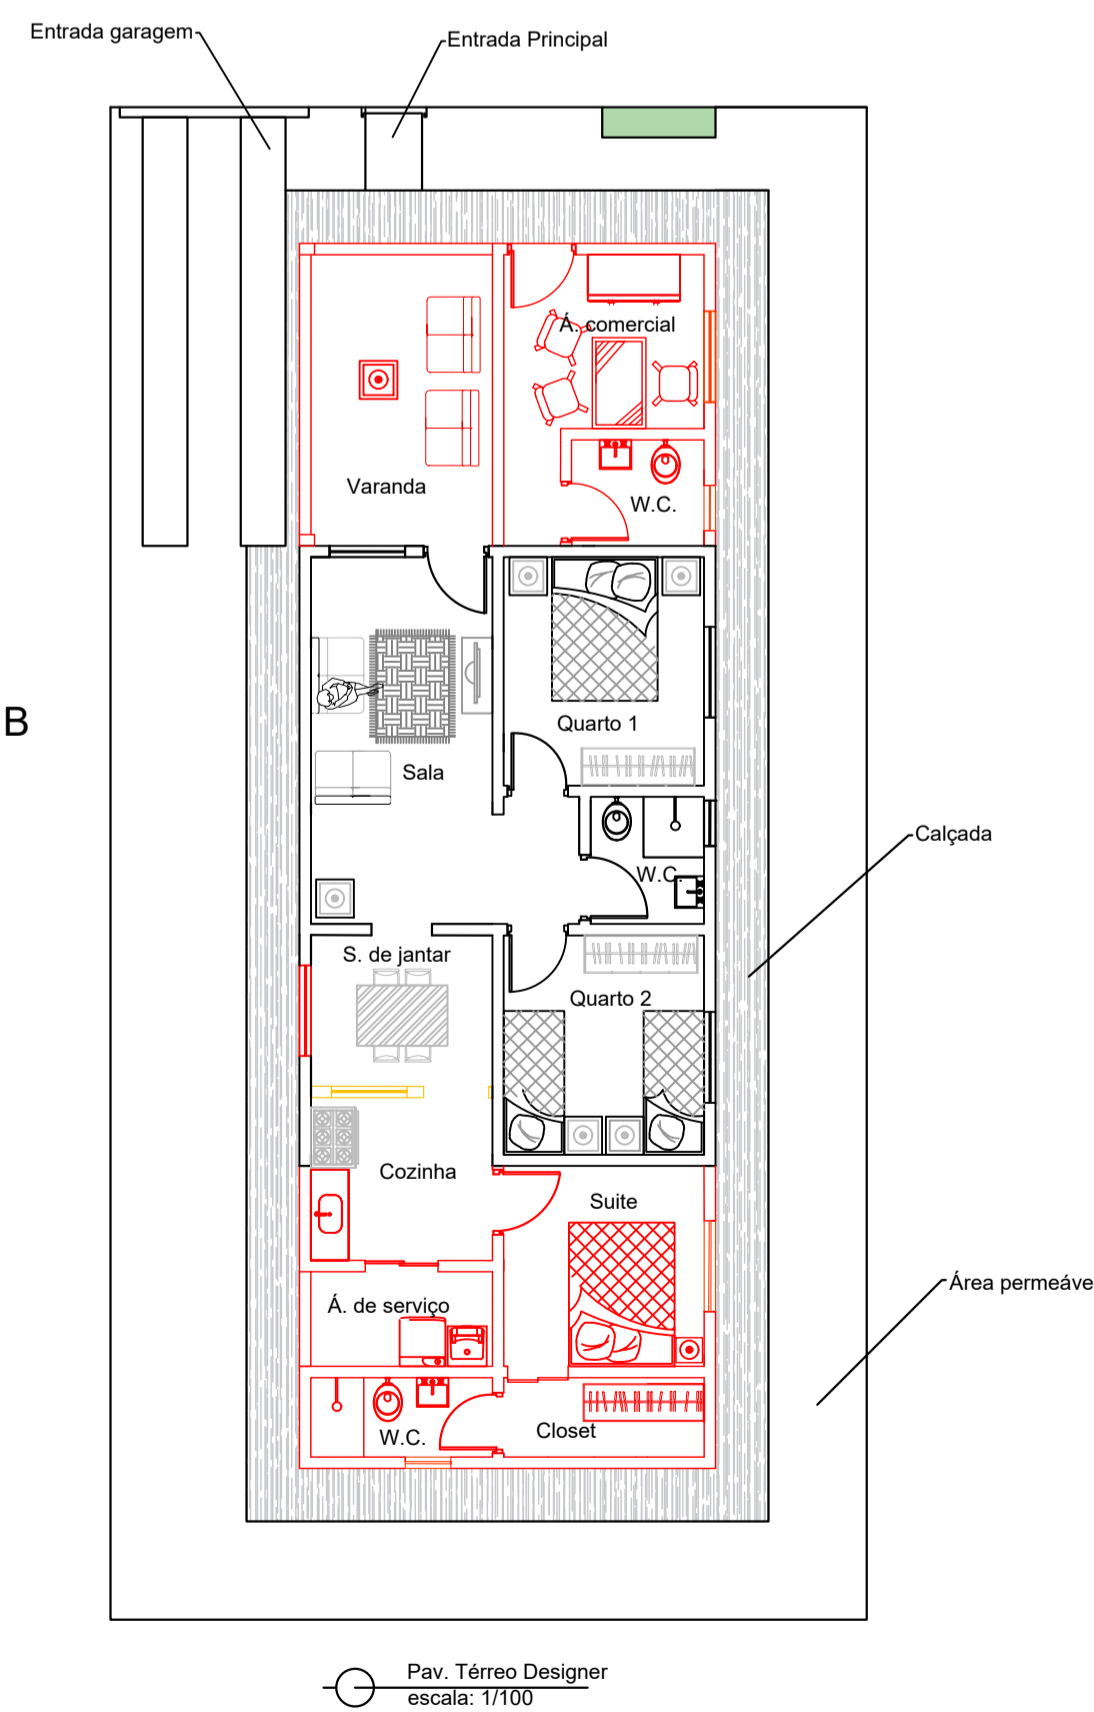 Entrada garagem
Entrada Principal
Á. comercial
Varanda
W.C.
B
Quarto 1
Sala
Calçada
W.C.
S. de jantar
Quarto 2
Cozinha
Suite
Área permeáve
Á. de serviço
Closet
W.C.
Pav. Térreo Designer
escala: 1/100